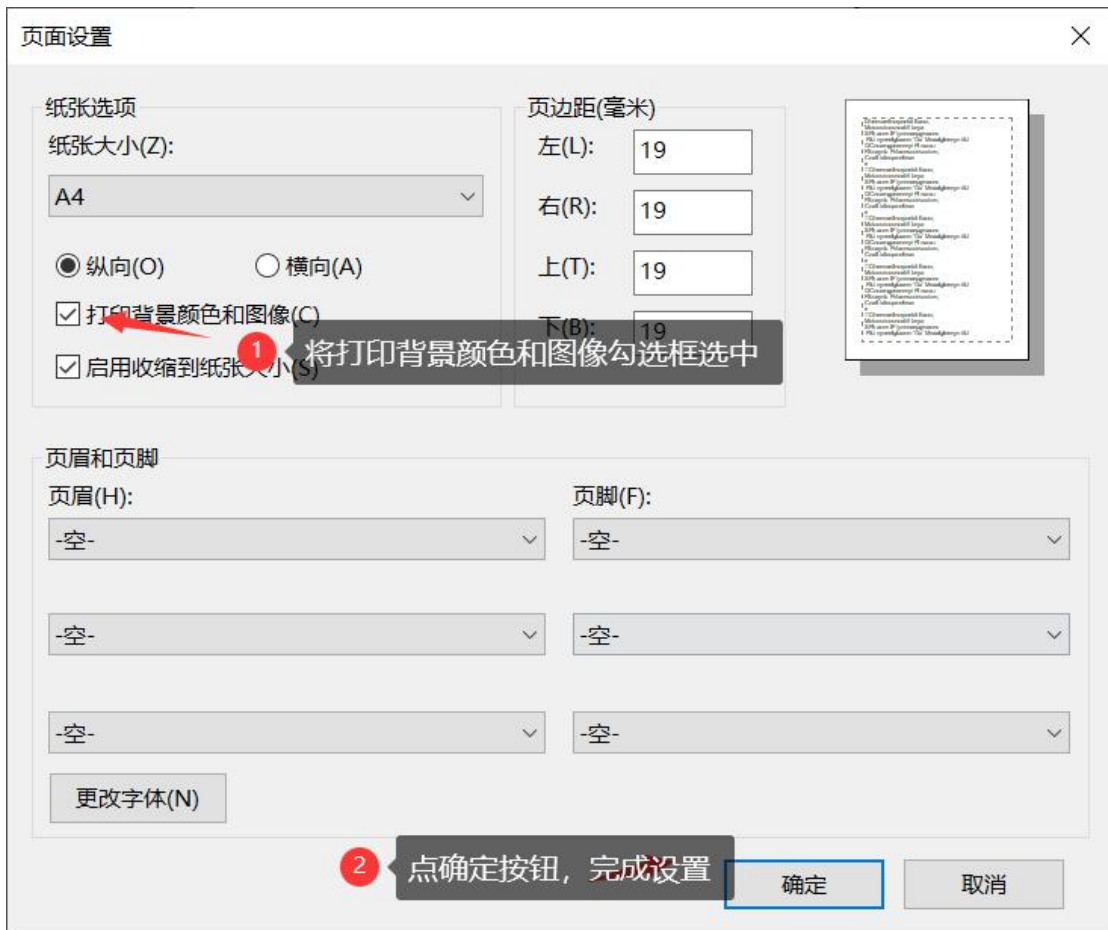 页面设置
纸张选项
纸张大小(Z):
A4
纵向(O) 横向(A)
打印背景颜色和图像(C)
启用收缩到纸张大小(S)
页边距(毫米)
左(L): 19
右(R): 19
上(T): 19
下(B): 19
1 将打印背景颜色和图像勾选框选中
页眉和页脚
页眉(H): 页脚(F):
-空- -空-
-空- -空-
-空- -空-
更改字体(N)
2 点确定按钮，完成设置
确定 取消